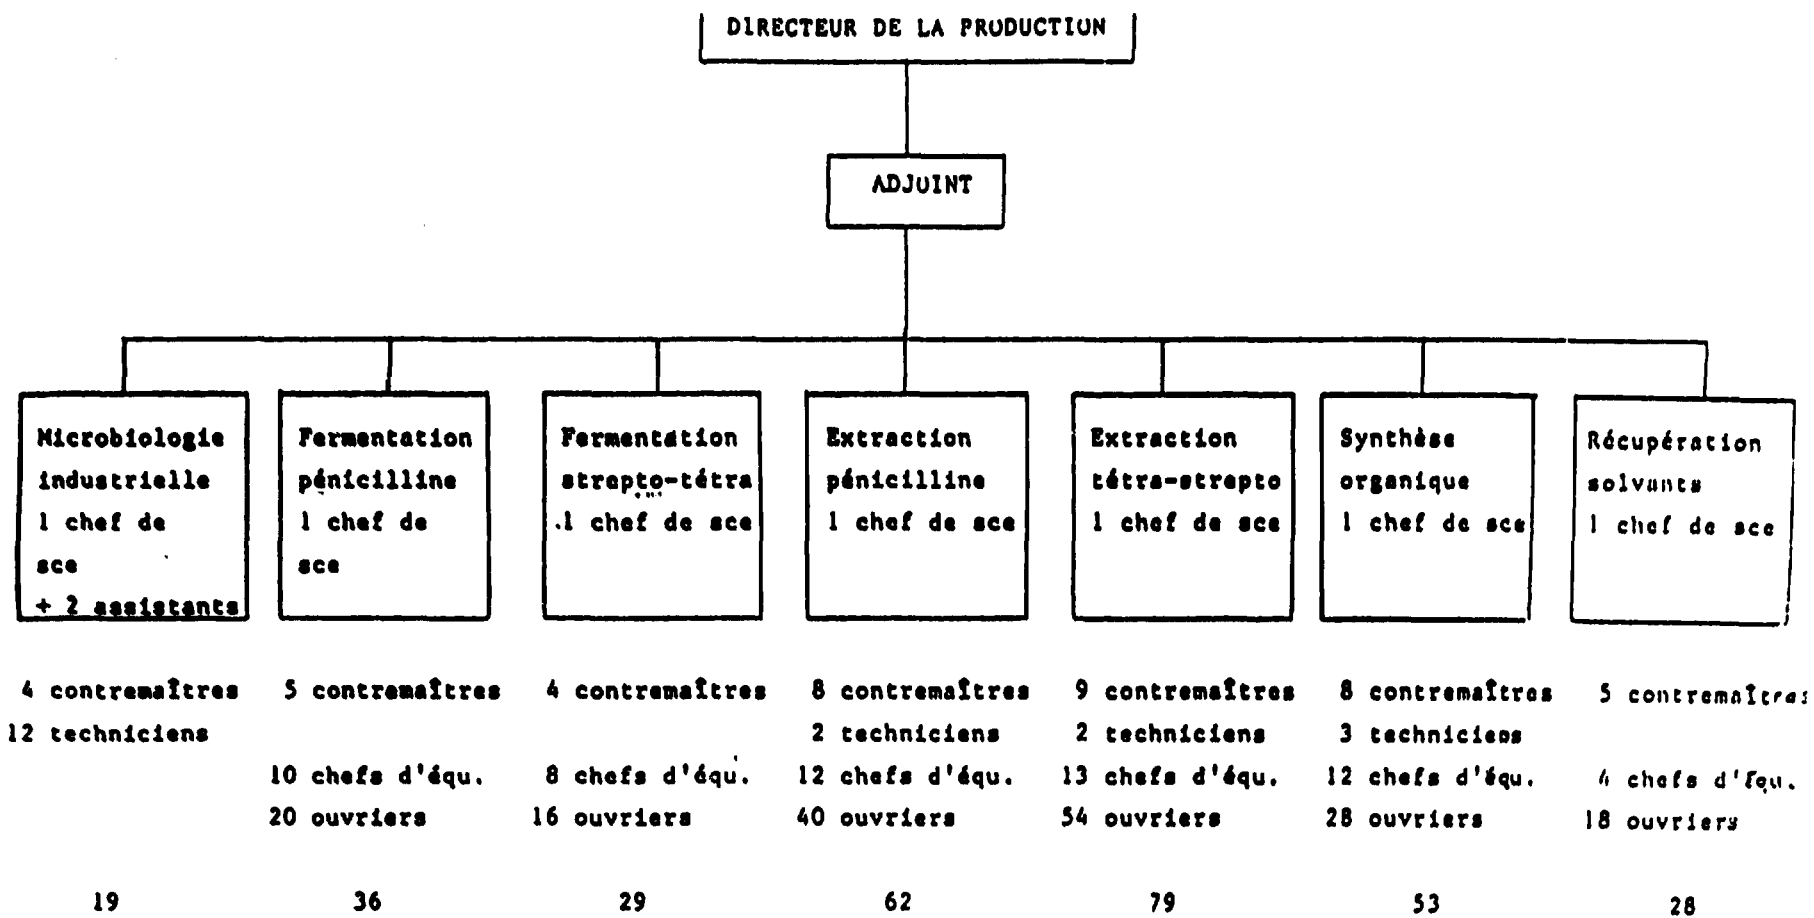 DIRECTEUR DE LA PRODUCTION
ADJOINT
Microbiologie
industrielle
1 chef de
sce
+ 2 assistants
Fermentation
pénicilline
1 chef de
sce
Fermentation
strepto-tétra
1 chef de sce
Extraction
pénicilline
1 chef de sce
Extraction
tétra-strepto
1 chef de sce
Synthèse
organique
1 chef de sce
Récupération
solvants
1 chef de sce
4 contremaîtres
12 techniciens
5 contremaîtres
10 chefs d'équ.
20 ouvriers
4 contremaîtres
8 chefs d'équ.
16 ouvriers
8 contremaîtres
2 techniciens
12 chefs d'équ.
40 ouvriers
9 contremaîtres
2 techniciens
13 chefs d'équ.
54 ouvriers
8 contremaîtres
3 techniciens
12 chefs d'équ.
28 ouvriers
5 contremaîtres
4 chefs d'équ.
18 ouvriers
19
36
29
62
79
53
28